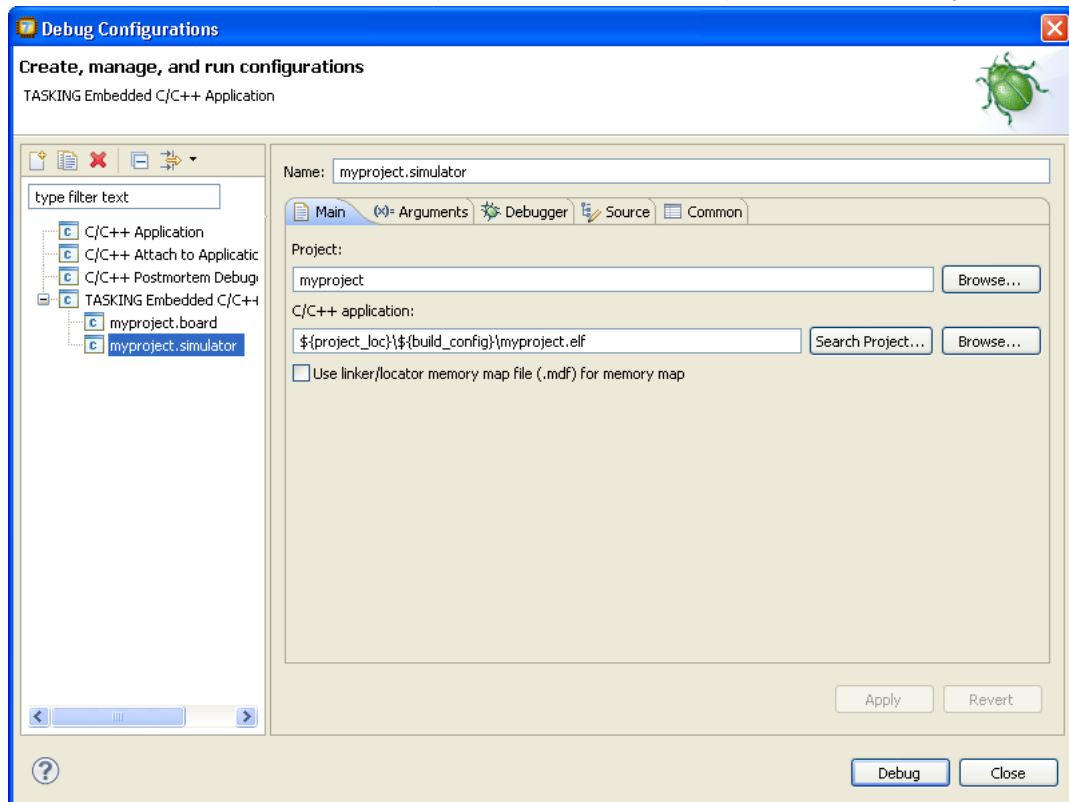 Debug Configurations
Create, manage, and run configurations
TASKING Embedded C/C++ Application
type filter text
C/C++ Application
C/C++ Attach to Applicatic
C/C++ Postmortem Debug
TASKING Embedded C/C++
myproject.board
myproject.simulator
Name: myproject.simulator
Main (x)= Arguments Debugger Source Common
Project:
myproject Browse...
C/C++ application:
${project_loc}\${build_config}\myproject.elf Search Project... Browse...
Use linker/locator memory map file (.mdf) for memory map
Apply Revert
Debug Close